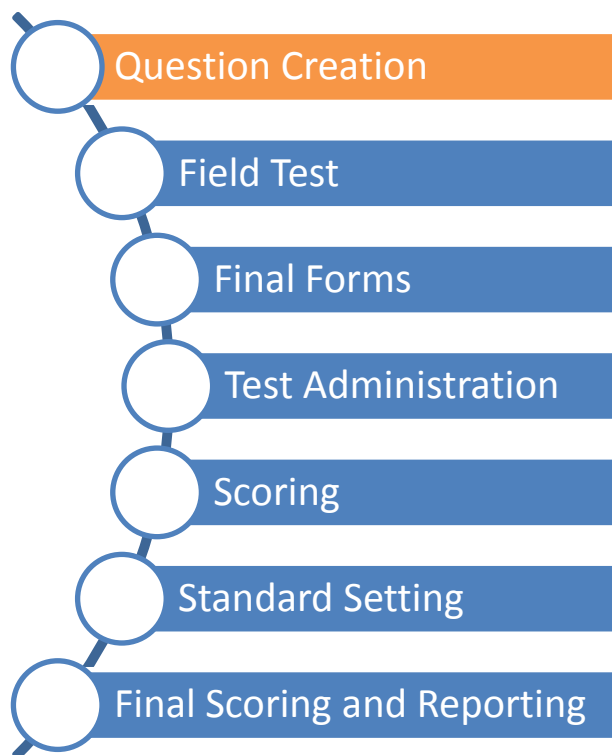 Question Creation
Field Test
Final Forms
Test Administration
Scoring
Standard Setting
Final Scoring and Reporting